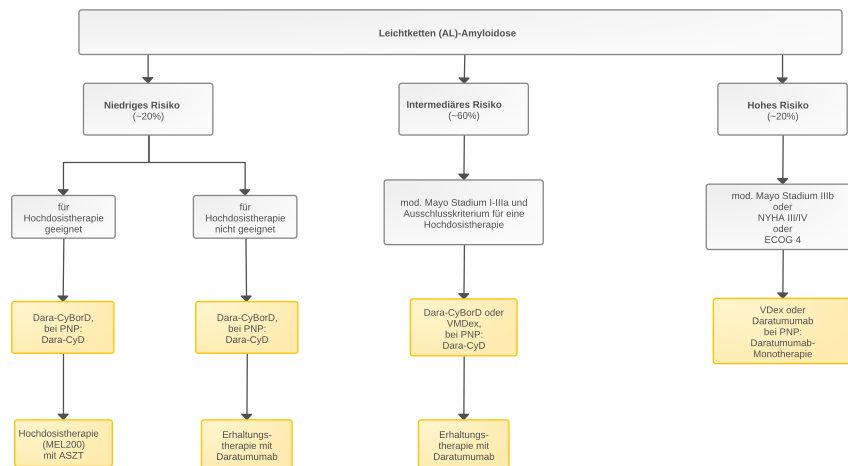 Leichtketten (AL)-Amyloidose
Niedriges Risiko
(~20%)
Intermediäres Risiko
(~60%)
Hohes Risiko
(~20%)
für
Hochdosistherapie
geeignet
für
Hochdosistherapie
nicht geeignet
mod. Mayo Stadium I-IIIa und
Ausschlusskriterium für eine
Hochdosistherapie
mod. Mayo Stadium IIIb
oder
NYHA III/IV
oder
ECOG 4
Dara-CyBorD,
bei PNP:
Dara-CyD
Dara-CyBorD,
bei PNP:
Dara-CyD
Dara-CyBorD oder
VMDex,
bei PNP:
Dara-CyD
VDex oder
Daratumumab
bei PNP:
Daratumumab-
Monotherapie
Hochdosistherapie
(MEL200)
mit ASZT
Erhaltungs-
therapie mit
Daratumumab
Erhaltungs-
therapie mit
Daratumumab